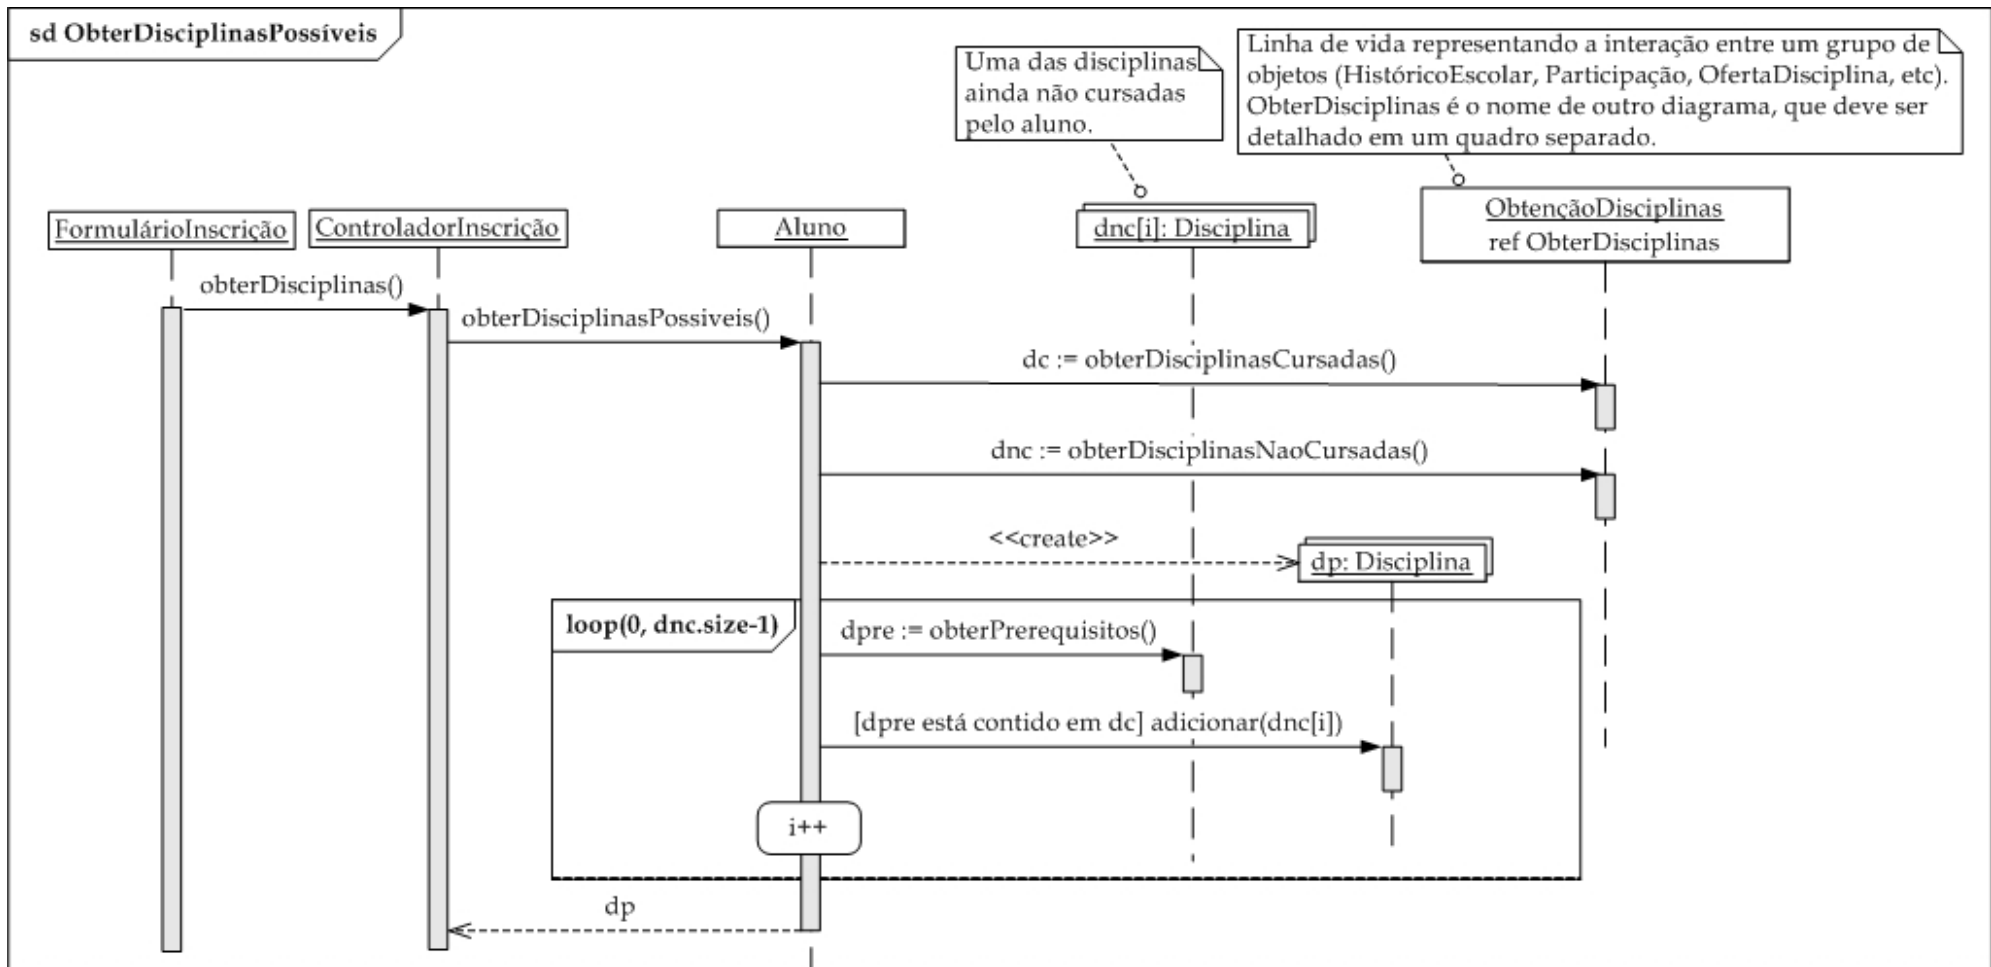 sd ObterDisciplinasPossíveis
Uma das disciplinas
ainda não cursadas
pelo aluno.
Linha de vida representando a interação entre um grupo de
objetos (HistóricoEscolar, Participação, OfertaDisciplina, etc).
ObterDisciplinas é o nome de outro diagrama, que deve ser
detalhado em um quadro separado.
FormulárioInscrição
ControladorInscrição
Aluno
dnc[i]: Disciplina
ObtençãoDisciplinas
ref ObterDisciplinas
obterDisciplinas()
obterDisciplinasPossiveis()
dc := obterDisciplinasCursadas()
dnc := obterDisciplinasNaoCursadas()
<<create>>
dp: Disciplina
loop(0, dnc.size-1)
dpre := obterPrerequisitos()
[dpre está contido em dc] adicionar(dnc[i])
i++
dp